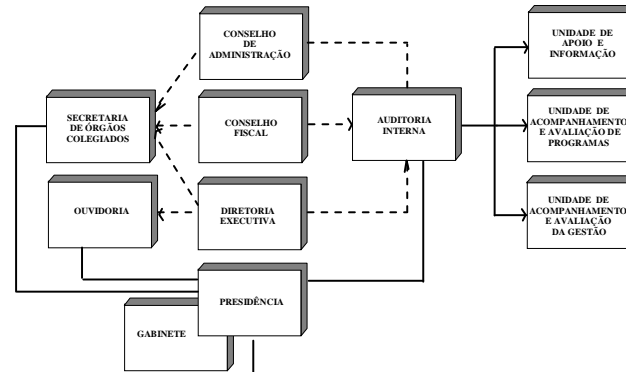 CONSELHO
DE
ADMINISTRAÇÃO
UNIDADE DE
APOIO E
INFORMAÇÃO
SECRETARIA
DE ÓRGÃOS
COLEGIADOS
CONSELHO
FISCAL
AUDITORIA
INTERNA
UNIDADE DE
ACOMPANHAMENTO
E AVALIAÇÃO DE
PROGRAMAS
OUVIDORIA
DIRETORIA
EXECUTIVA
UNIDADE DE
ACOMPANHAMENTO
E AVALIAÇÃO
DA GESTÃO
PRESIDÊNCIA
GABINETE